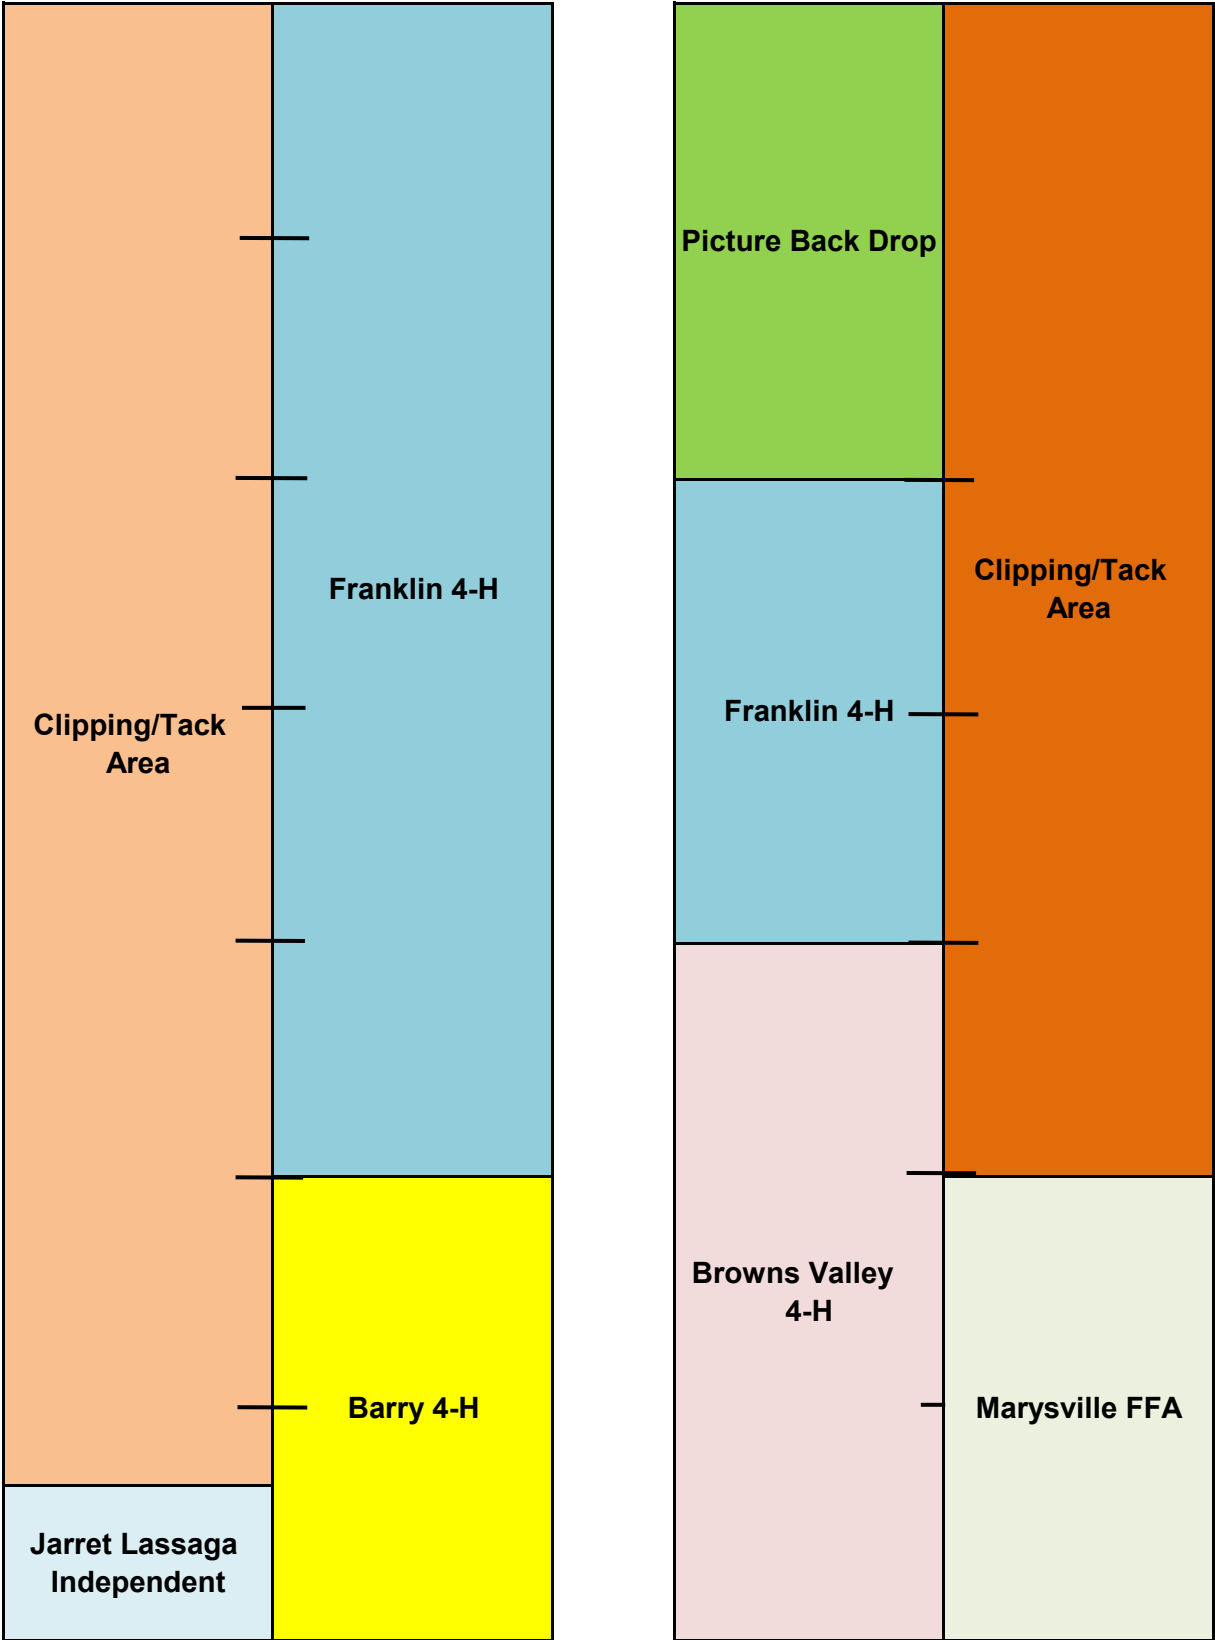 Picture Back Drop
Clipping/Tack
Area
Franklin 4-H
Franklin 4-H
Clipping/Tack
Area
Browns Valley
4-H
Barry 4-H
Marysville FFA
Jarret Lassaga
Independent